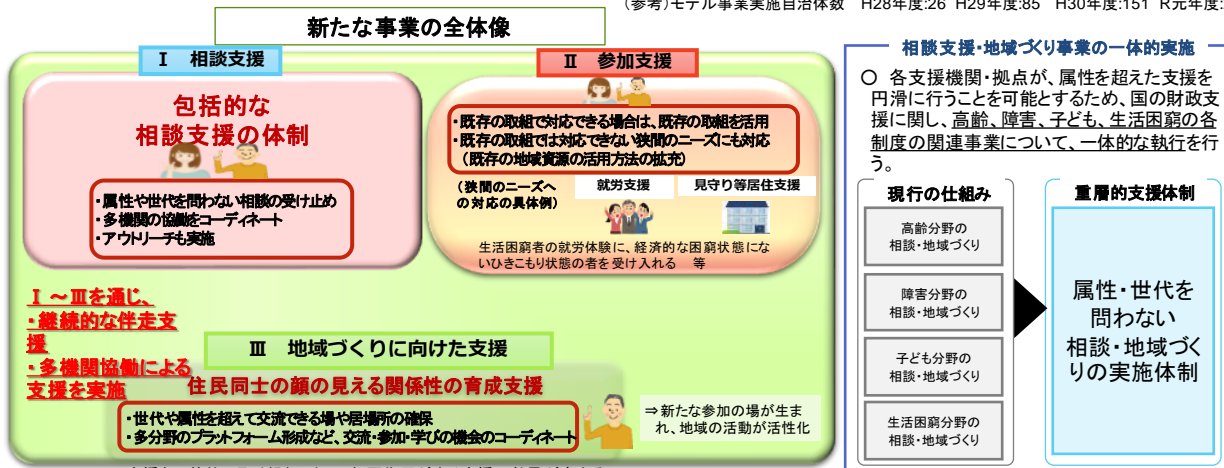 (参考)モデル事業実施自治体数 H28年度:26 H29年度:85 H30年度:151 R元年度:
新たな事業の全体像
Ⅰ 相談支援
包括的な
相談支援の体制
・属性や世代を問わない相談の受け止め
・多機関の協働をコーディネート
・アウトリーチも実施
Ⅱ 参加支援
・既存の取組で対応できる場合は、既存の取組を活用
・既存の取組では対応できない狭間のニーズにも対応
(既存の地域資源の活用方法の拡充)
(狭間のニーズへ
の対応の具体例)
就労支援
見守り等居住支援
生活困窮者の就労体験に、経済的な困窮状態にな
いひきこもり状態の者を受け入れる 等
Ⅰ~Ⅲを通じ、
・継続的な伴走支
援
・多機関協働による
支援を実施
Ⅲ 地域づくりに向けた支援
住民同士の顔の見える関係性の育成支援
・世代や属性を超えて交流できる場や居場所の確保
・多分野のプラットフォーム形成など、交流・参加・学びの機会のコーディネート
⇒新たな参加の場が生ま
れ、地域の活動が活性化
相談支援・地域づくり事業の一体的実施
○ 各支援機関・拠点が、属性を超えた支援を
円滑に行うことを可能とするため、国の財政支
援に関し、高齢、障害、子ども、生活困窮の各
制度の関連事業について、一体的な執行を行
う。
現行の仕組み
高齢分野の
相談・地域づくり
障害分野の
相談・地域づくり
子ども分野の
相談・地域づくり
生活困窮分野の
相談・地域づくり
重層的支援体制
属性・世代を
問わない
相談・地域づく
りの実施体制